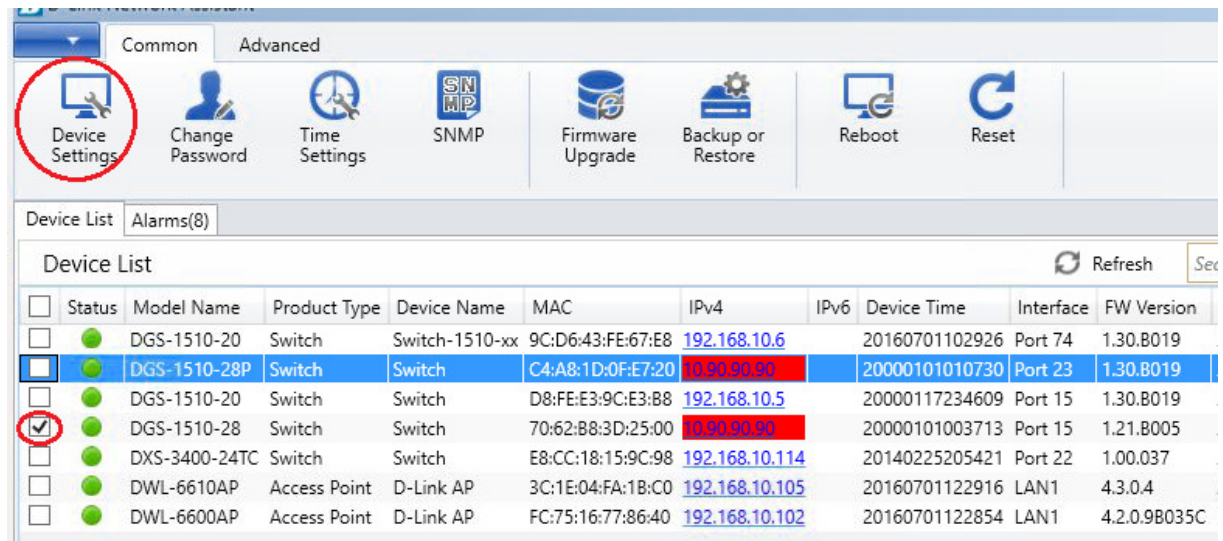 D-Link Network Assistant
Common Advanced
Device Settings
Change Password
Time Settings
SNMP
Firmware Upgrade
Backup or Restore
Reboot
Reset
Device List Alarms(8)
Device List Refresh
Status Model Name Product Type Device Name MAC IPv4 IPv6 Device Time Interface FW Version
DGS-1510-20 Switch Switch-1510-xx 9C:D6:43:FE:67:E8 192.168.10.6 20160701102926 Port 74 1.30.B019
DGS-1510-28P Switch Switch C4:A8:1D:0F:E7:20 10.90.90.90 20000101010730 Port 23 1.30.B019
DGS-1510-20 Switch Switch D8:FE:E3:9C:E3:B8 192.168.10.5 20000117234609 Port 15 1.30.B019
DGS-1510-28 Switch Switch 70:62:B8:3D:25:00 10.90.90.90 20000101003713 Port 15 1.21.B005
DXS-3400-24TC Switch Switch E8:CC:18:15:9C:98 192.168.10.114 20140225205421 Port 22 1.00.037
DWL-6610AP Access Point D-Link AP 3C:1E:04:FA:1B:C0 192.168.10.105 20160701122916 LAN1 4.3.0.4
DWL-6600AP Access Point D-Link AP FC:75:16:77:86:40 192.168.10.102 20160701122854 LAN1 4.2.0.9B035C